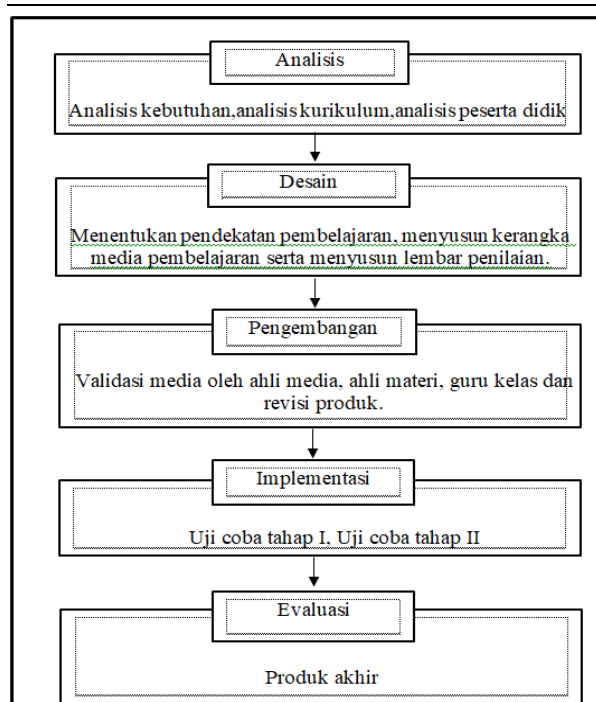 Analisis
Analisis kebutuhan,analisis kurikulum,analisis peserta didik
Desain
Menentukan pendekatan pembelajaran, menyusun kerangka
media pembelajaran serta menyusun lembar penilaian.
Pengembangan
Validasi media oleh ahli media, ahli materi, guru kelas dan
revisi produk.
Implementasi
Uji coba tahap I, Uji coba tahap II
Evaluasi
Produk akhir